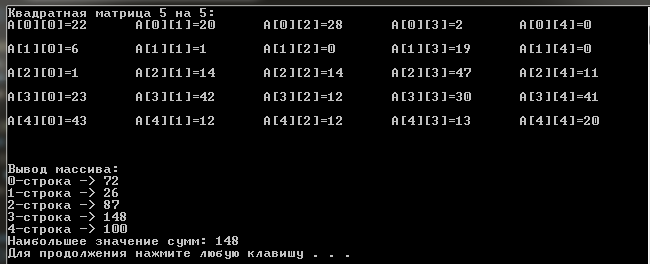 Квадратная матрица 5 на 5:
A[0][0]=22 A[0][1]=20 A[0][2]=28 A[0][3]=2 A[0][4]=0
A[1][0]=6 A[1][1]=1 A[1][2]=0 A[1][3]=19 A[1][4]=0
A[2][0]=1 A[2][1]=14 A[2][2]=14 A[2][3]=47 A[2][4]=11
A[3][0]=23 A[3][1]=42 A[3][2]=12 A[3][3]=30 A[3][4]=41
A[4][0]=43 A[4][1]=12 A[4][2]=12 A[4][3]=13 A[4][4]=20
Вывод массива:
0-строка -> 72
1-строка -> 26
2-строка -> 87
3-строка -> 148
4-строка -> 100
Наибольшее значение сумм: 148
Для продолжения нажмите любую клавишу . . .